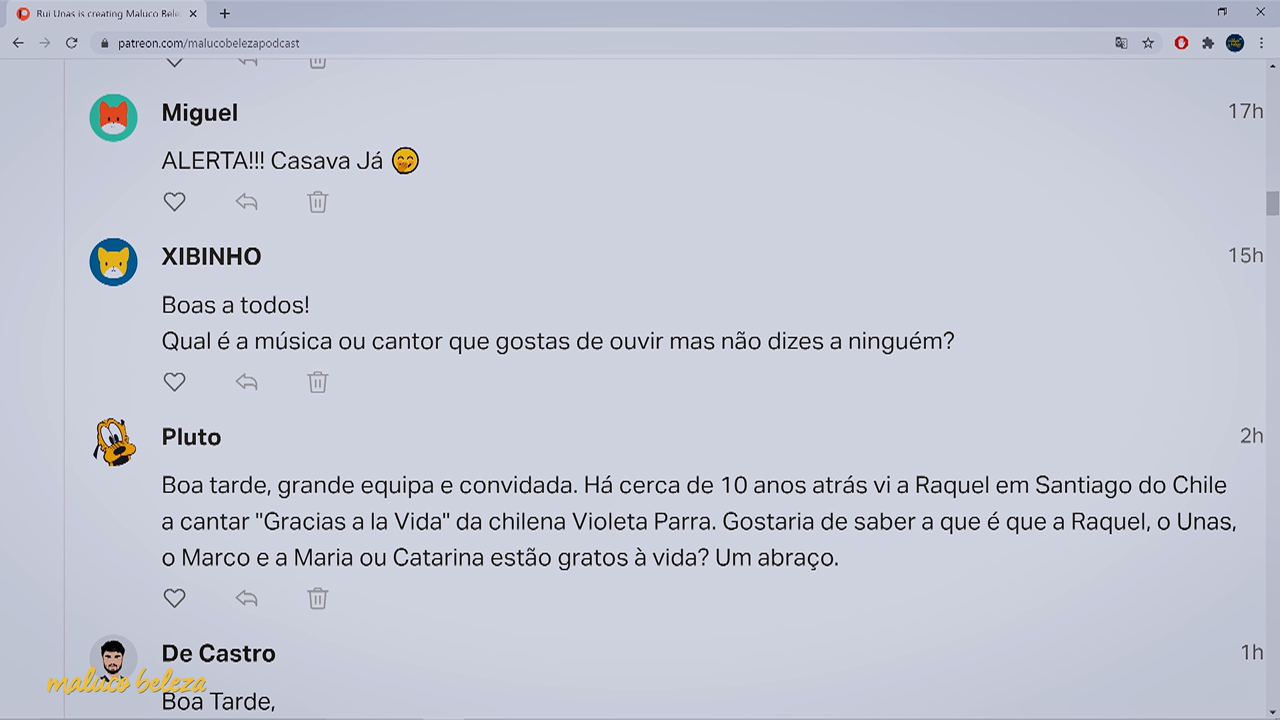 Rui Unas is creating Maluco Bele
patreon.com/malucobelezapodcast
Miguel
17h
ALERTA!!! Casava Já
XIBINHO
15h
Boas a todos!
Qual é a música ou cantor que gostas de ouvir mas não dizes a ninguém?
Pluto
2h
Boa tarde, grande equipa e convidada. Há cerca de 10 anos atrás vi a Raquel em Santiago do Chile
a cantar "Gracias a la Vida" da chilena Violeta Parra. Gostaria de saber a que é que a Raquel, o Unas,
o Marco e a Maria ou Catarina estão gratos à vida? Um abraço.
De Castro
1h
maluco beleza
Boa Tarde,